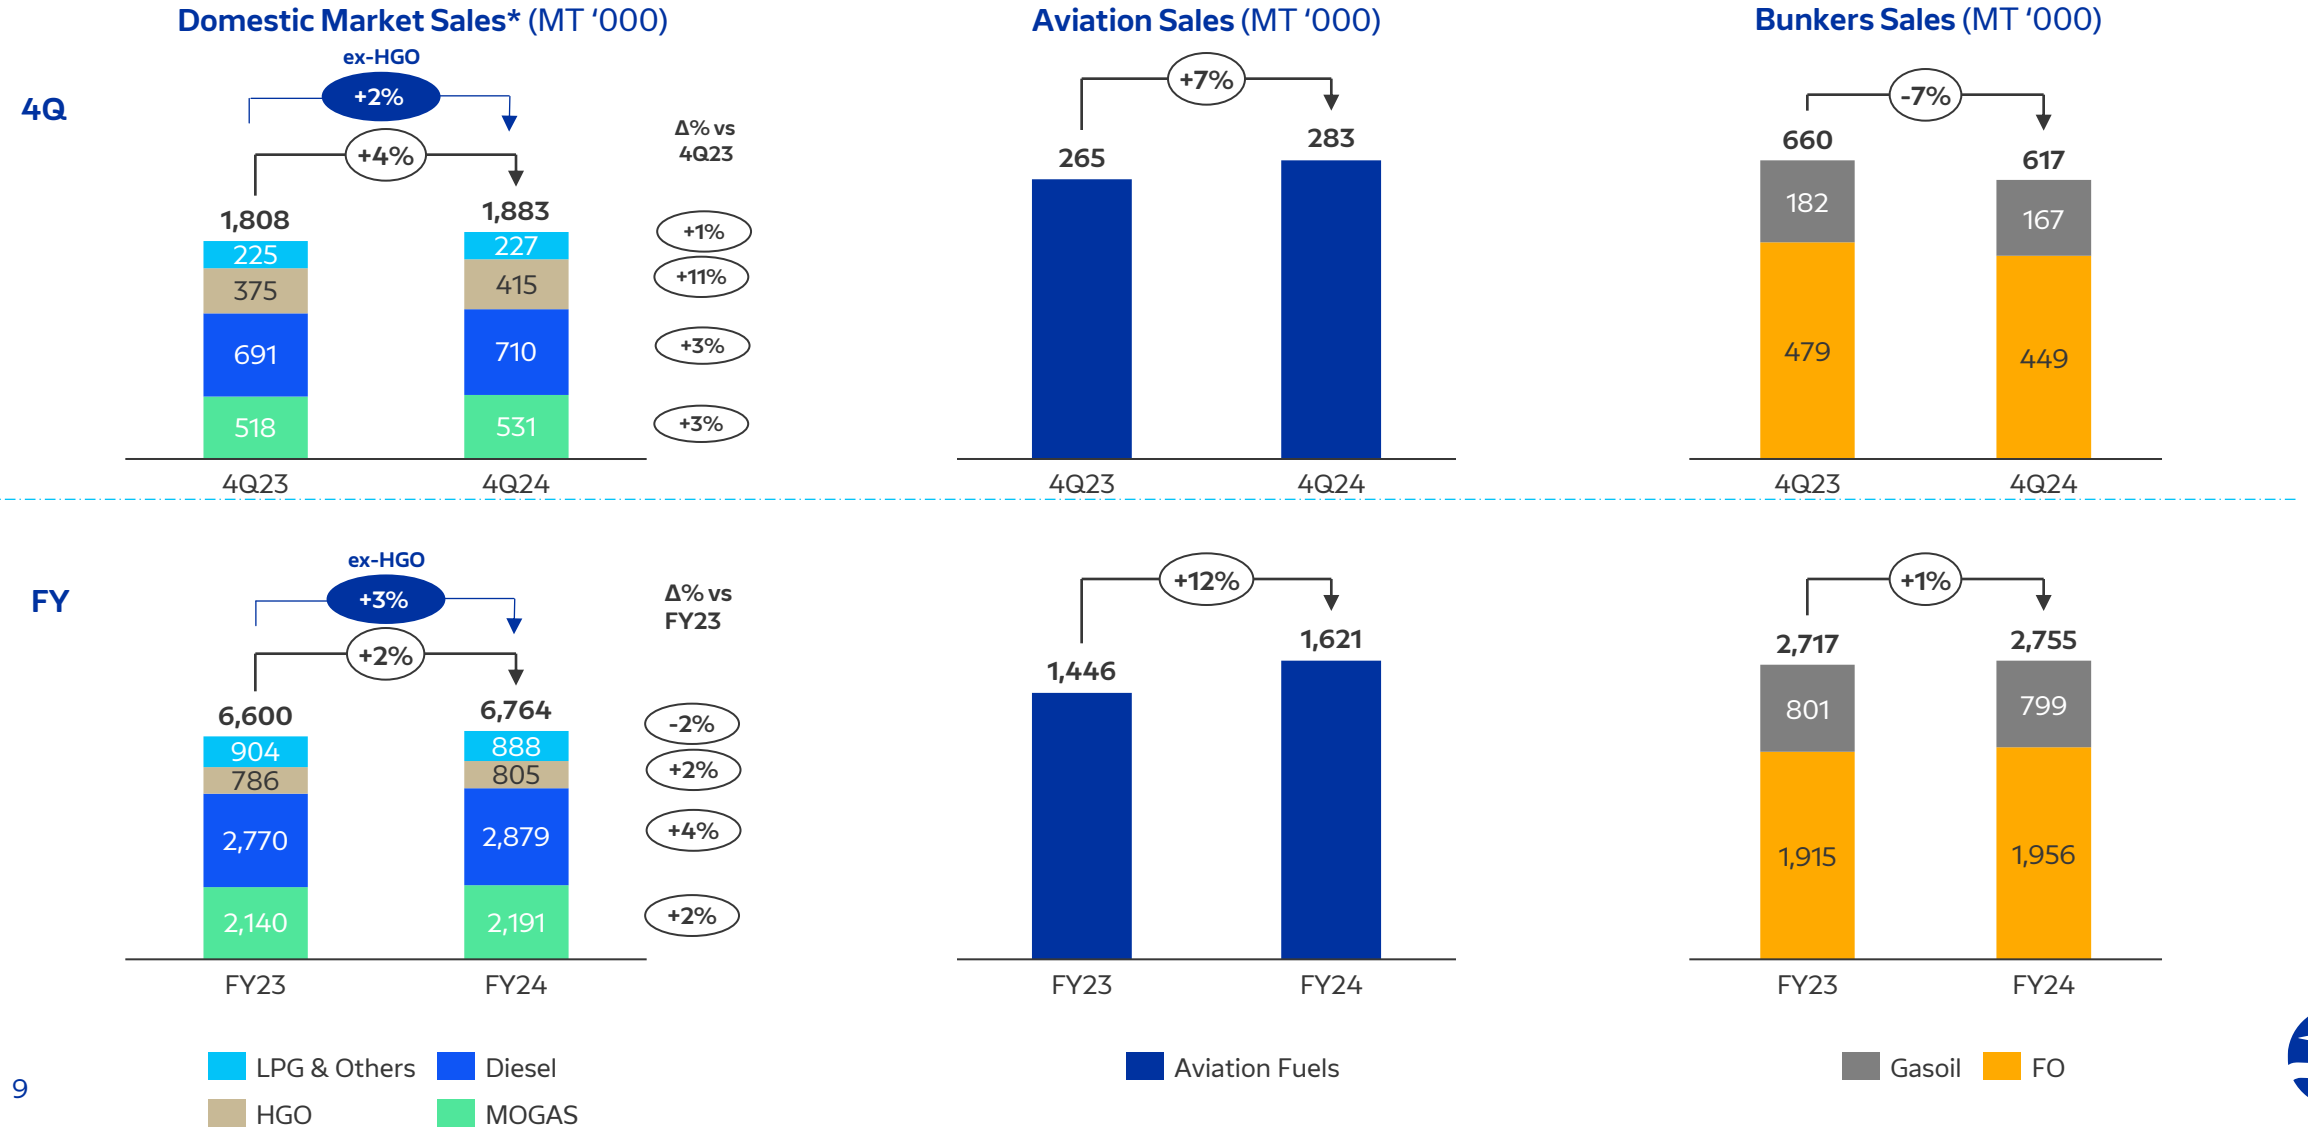 Domestic Market Sales* (MT ‘000)
Aviation Sales (MT ‘000)
Bunkers Sales (MT ‘000)
4Q
ex-HGO
+2%
+4%
Δ% vs
4Q23
1,808
1,883
225
227
+1%
375
415
+11%
691
710
+3%
518
531
+3%
4Q23
4Q24
+7%
265
283
4Q23
4Q24
-7%
660
617
182
167
479
449
4Q23
4Q24
FY
ex-HGO
+3%
+2%
Δ% vs
FY23
6,600
6,764
904
888
-2%
786
805
+2%
2,770
2,879
+4%
2,140
2,191
+2%
FY23
FY24
+12%
1,446
1,621
FY23
FY24
+1%
2,717
2,755
801
799
1,915
1,956
FY23
FY24
LPG & Others
Diesel
HGO
MOGAS
Aviation Fuels
Gasoil
FO
9